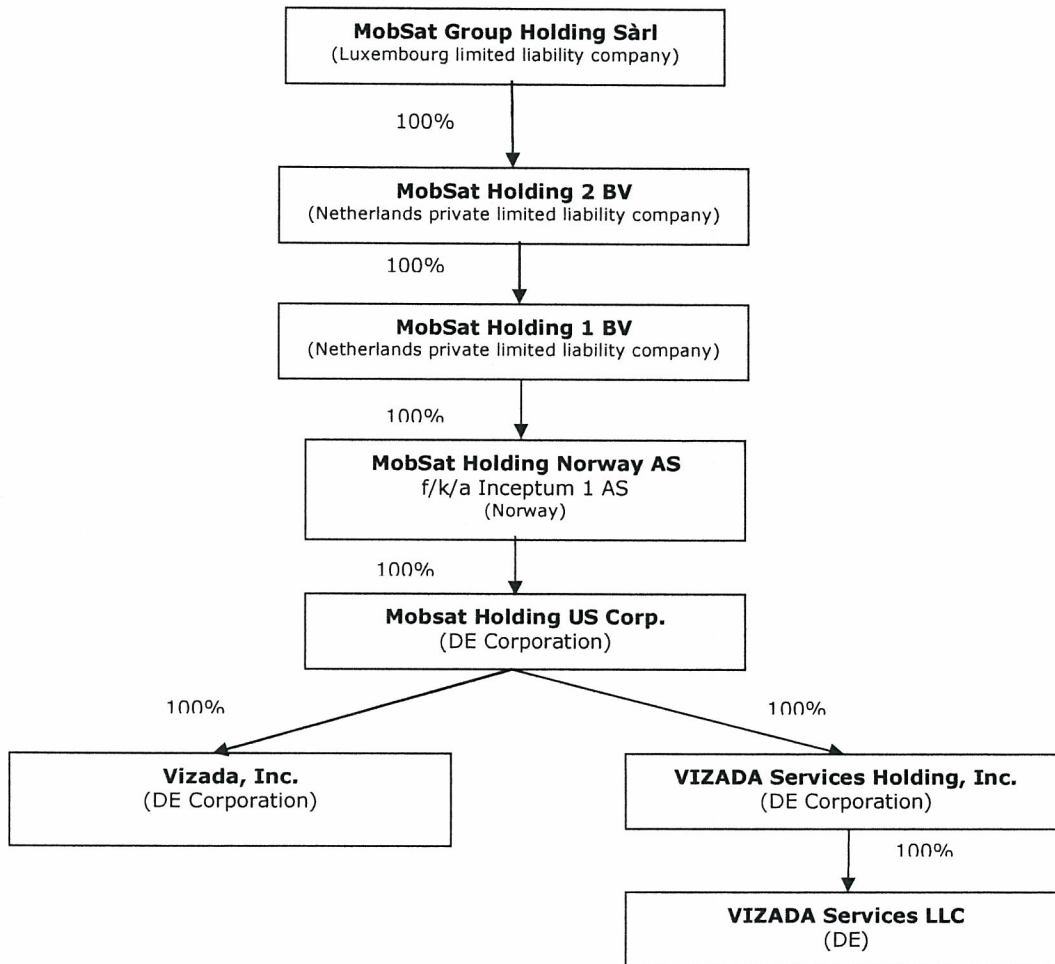 MobSat Group Holding Sàrl
(Luxembourg limited liability company)
100%
MobSat Holding 2 BV
(Netherlands private limited liability company)
100%
MobSat Holding 1 BV
(Netherlands private limited liability company)
100%
MobSat Holding Norway AS
f/k/a Inceptum 1 AS
(Norway)
100%
Mobsat Holding US Corp.
(DE Corporation)
100%
100%
Vizada, Inc.
(DE Corporation)
VIZADA Services Holding, Inc.
(DE Corporation)
100%
VIZADA Services LLC
(DE)